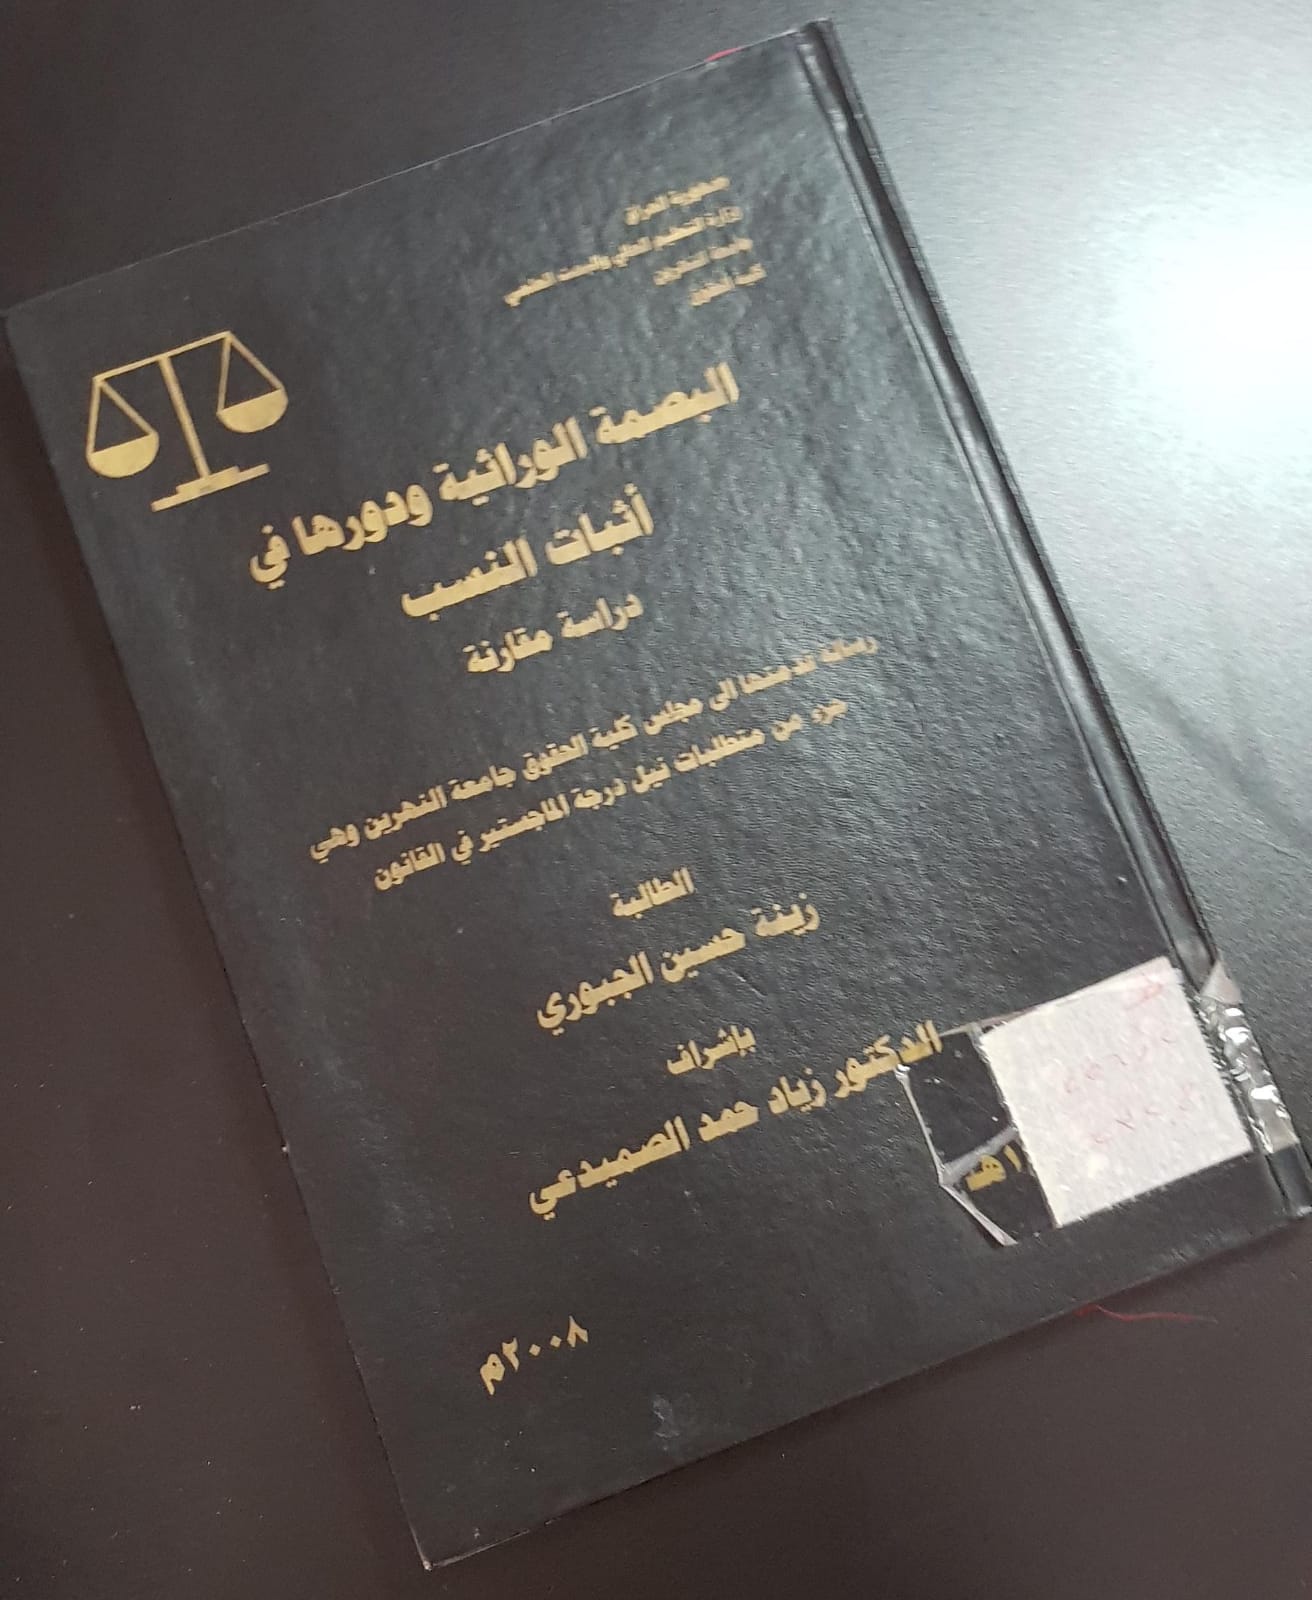 جمهورية العراق
وزارة التعليم العالي والبحث العلمي
جامعة النهرين
كلية الحقوق
البصمة الوراثية ودورها في
أثبات النسب
دراسة مقارنة
رسالة قدمتها الى مجلس كلية الحقوق جامعة النهرين وهي
جزء من متطلبات نيل درجة الماجستير في القانون
الطالبة
زينة حسين الجبوري
بإشراف
الدكتور زياد حمد الصميدعي
هـ
٢٠٠٨م